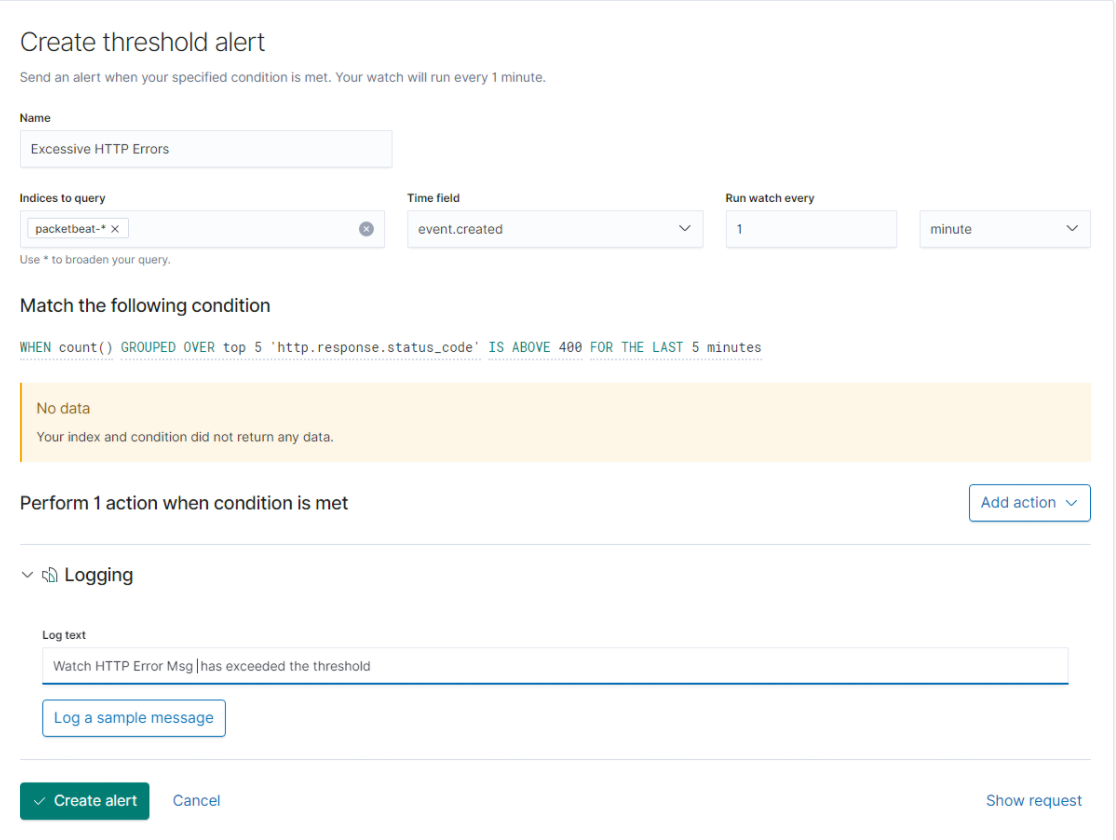 Create threshold alert
Send an alert when your specified condition is met. Your watch will run every 1 minute.
Name
Excessive HTTP Errors
Indices to query
Time field
Run watch every
packetbeat-*
event.created
1
minute
Use * to broaden your query.
Match the following condition
WHEN count() GROUPED OVER top 5 'http.response.status_code' IS ABOVE 400 FOR THE LAST 5 minutes
No data
Your index and condition did not return any data.
Perform 1 action when condition is met
Add action
Logging
Log text
Watch HTTP Error Msg has exceeded the threshold
Log a sample message
Create alert
Cancel
Show request